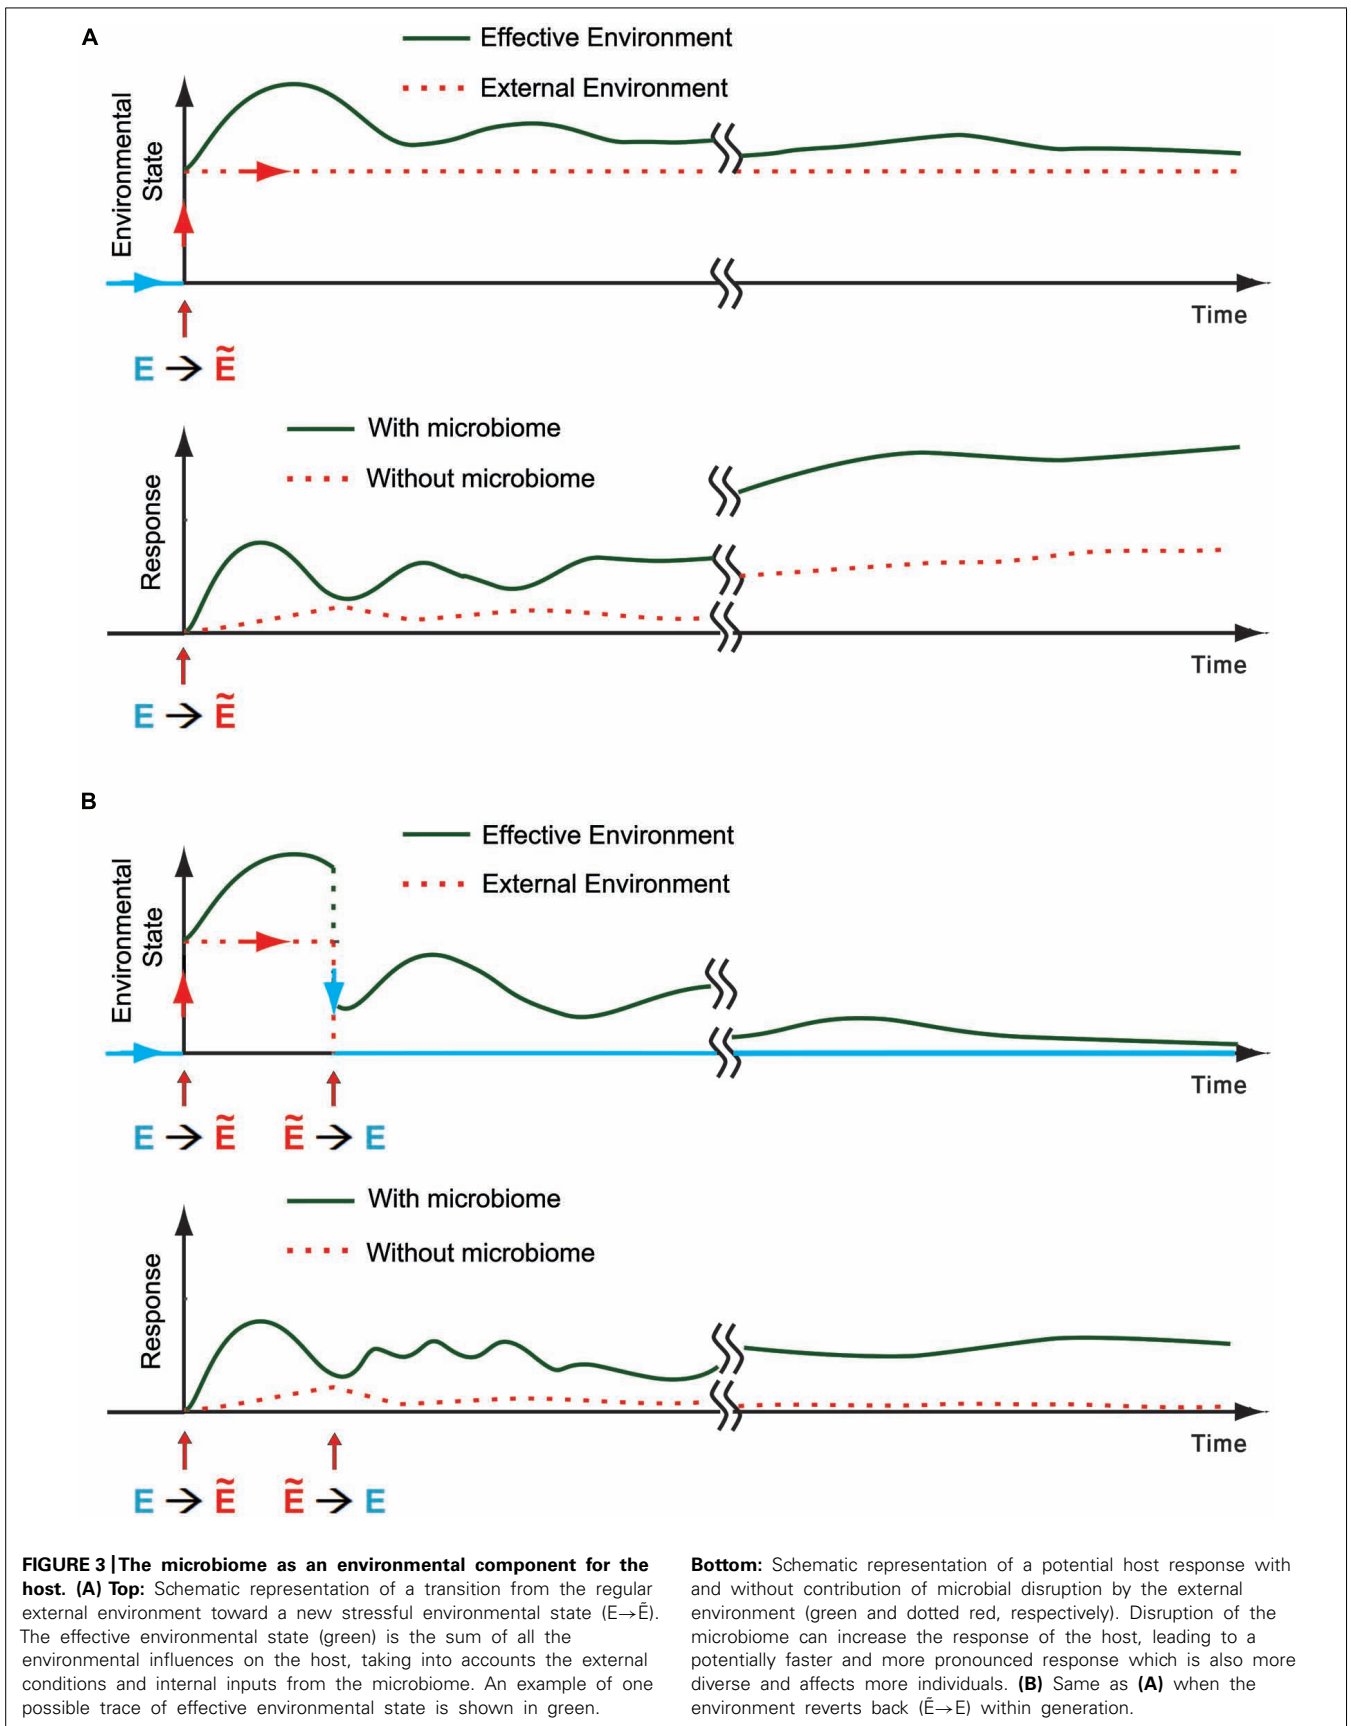 A
Effective Environment
External Environment
Environmental
State
Time
E → Ẽ
With microbiome
Without microbiome
Response
Time
E → Ẽ
B
Effective Environment
External Environment
Environmental
State
Time
E → Ẽ Ẽ → E
With microbiome
Without microbiome
Response
Time
E → Ẽ Ẽ → E
FIGURE 3 | The microbiome as an environmental component for the
host. (A) Top: Schematic representation of a transition from the regular
external environment toward a new stressful environmental state (E→Ẽ).
The effective environmental state (green) is the sum of all the
environmental influences on the host, taking into accounts the external
conditions and internal inputs from the microbiome. An example of one
possible trace of effective environmental state is shown in green.
Bottom: Schematic representation of a potential host response with
and without contribution of microbial disruption by the external
environment (green and dotted red, respectively). Disruption of the
microbiome can increase the response of the host, leading to a
potentially faster and more pronounced response which is also more
diverse and affects more individuals. (B) Same as (A) when the
environment reverts back (Ẽ→E) within generation.